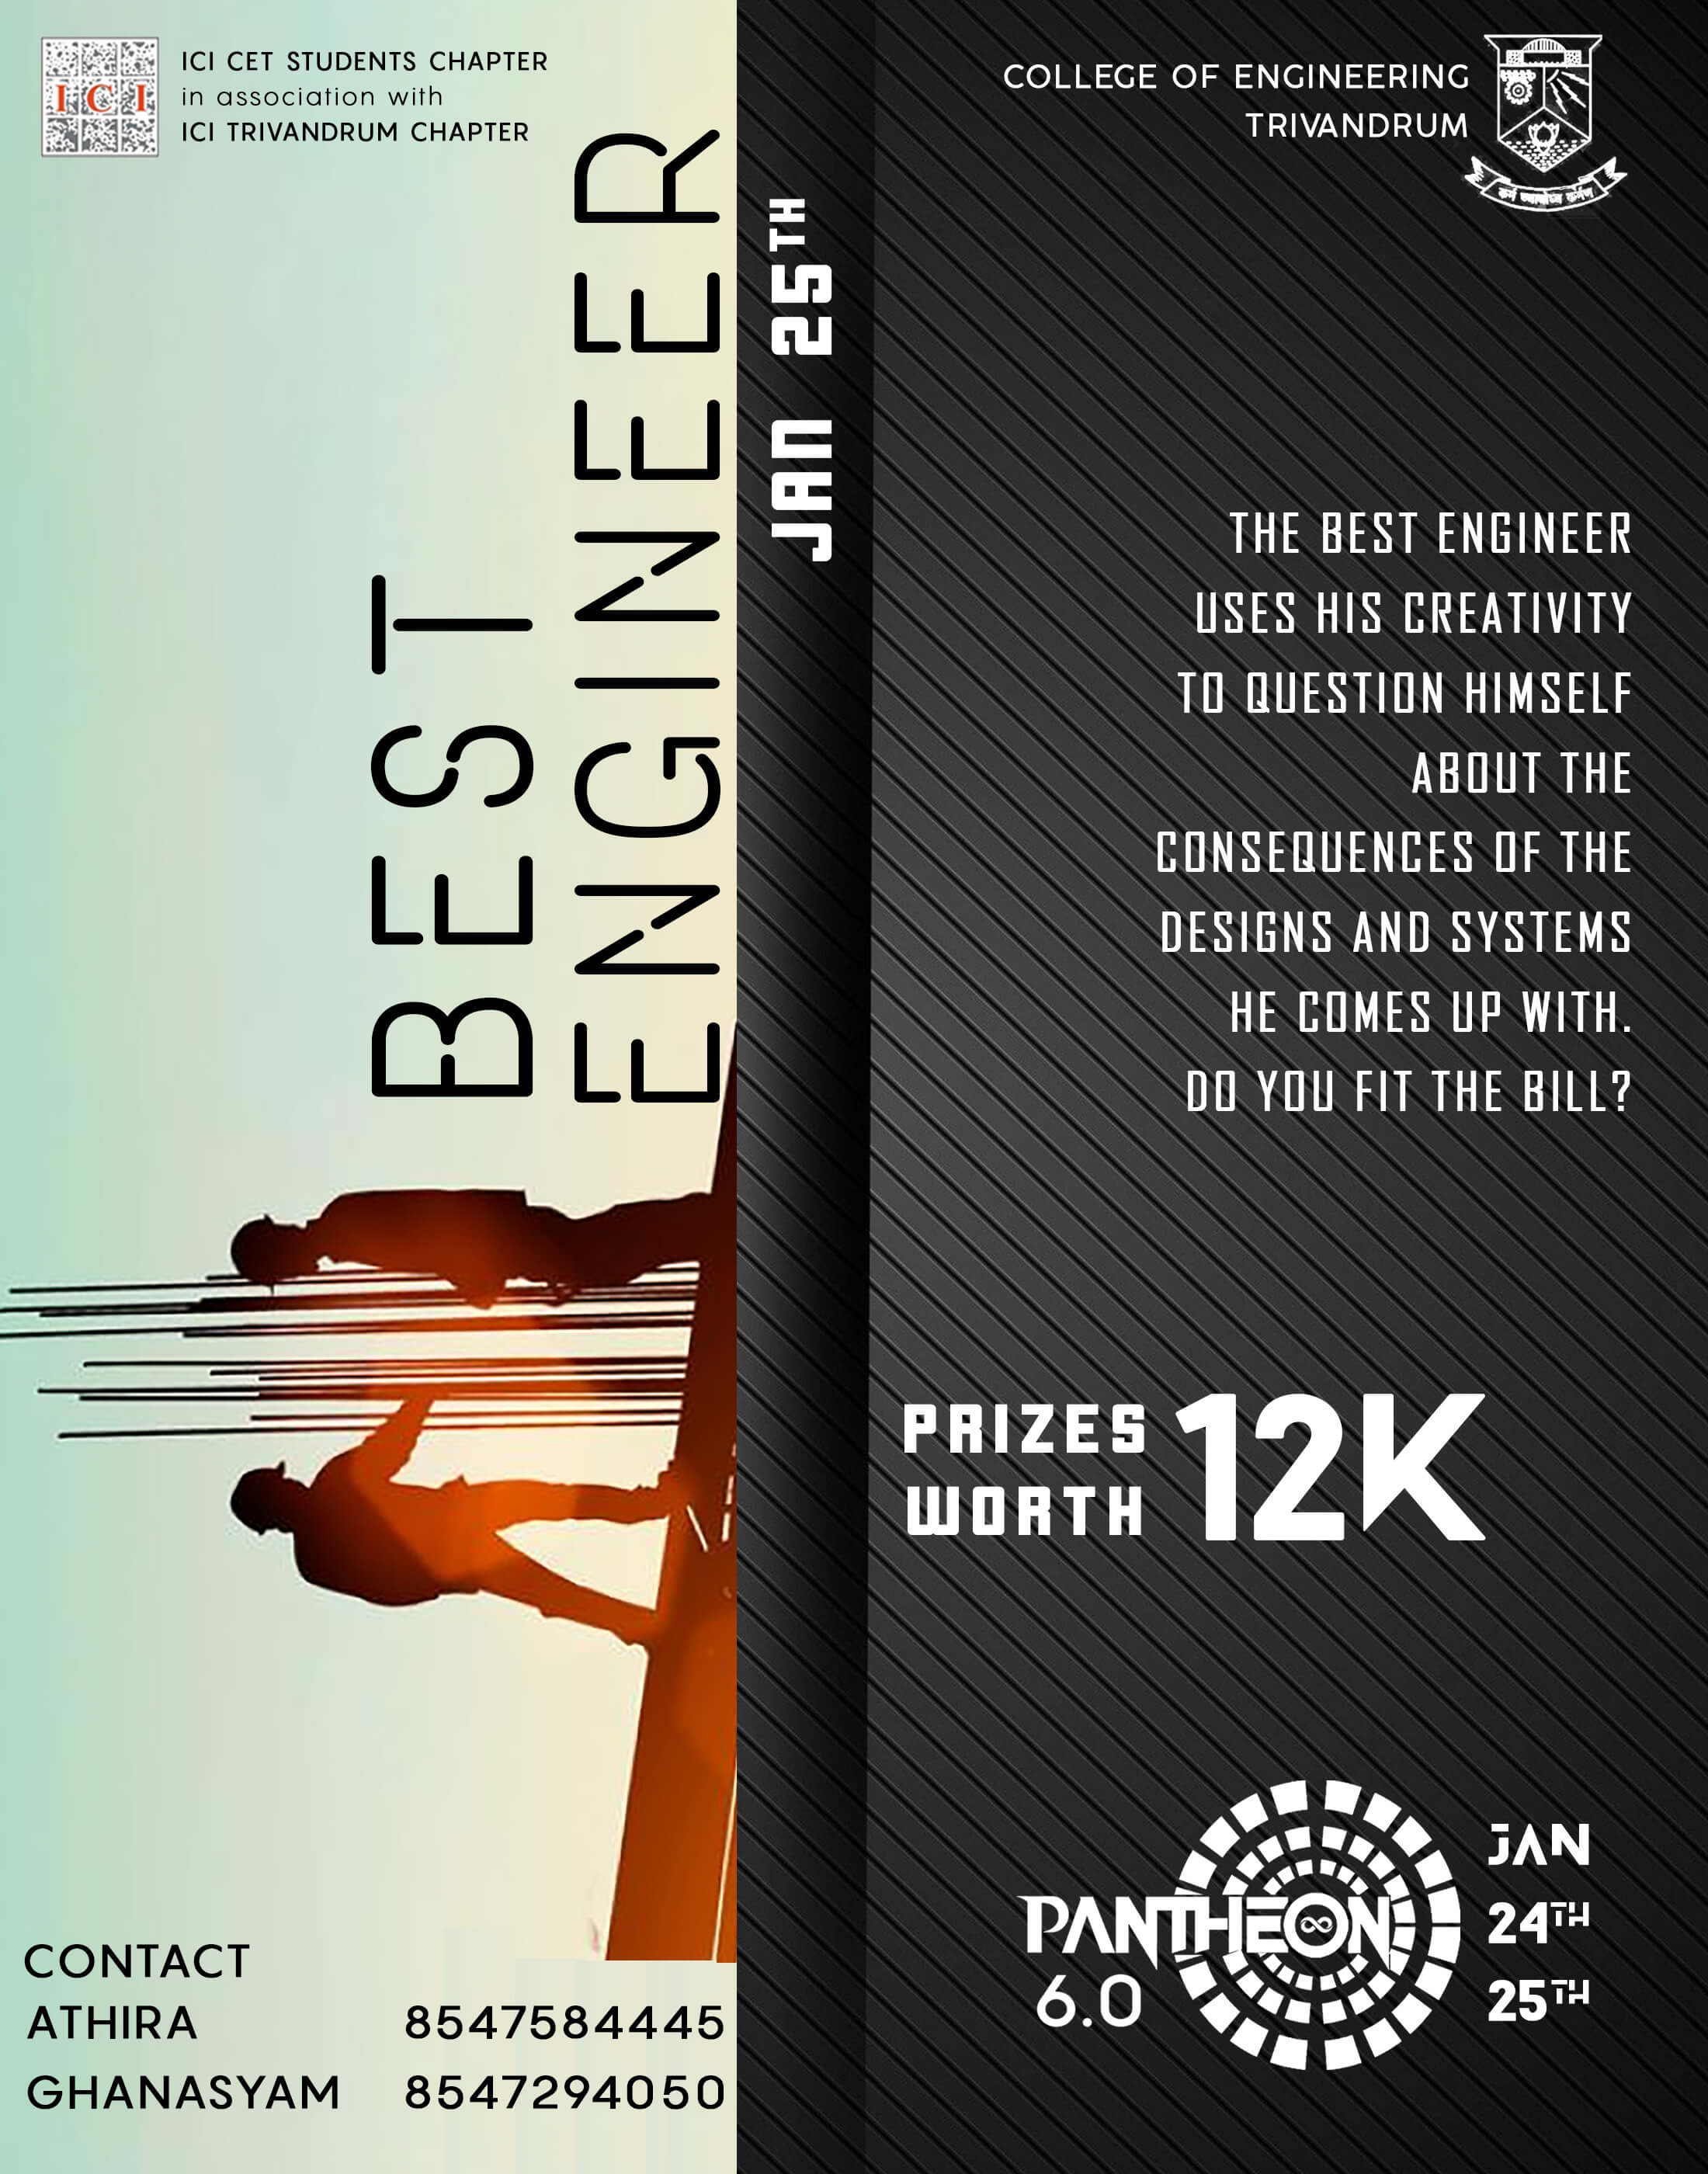 ICI
ICI CET STUDENTS CHAPTER
in association with
ICI TRIVANDRUM CHAPTER
BEST
ENGINEER
JAN 25TH
COLLEGE OF ENGINEERING
TRIVANDRUM
THE BEST ENGINEER
USES HIS CREATIVITY
TO QUESTION HIMSELF
ABOUT THE
CONSEQUENCES OF THE
DESIGNS AND SYSTEMS
HE COMES UP WITH.
DO YOU FIT THE BILL?
PRIZES
WORTH
12K
PANTHEON
6.0
JAN
24TH
25TH
CONTACT
ATHIRA 8547584445
GHANASYAM 8547294050